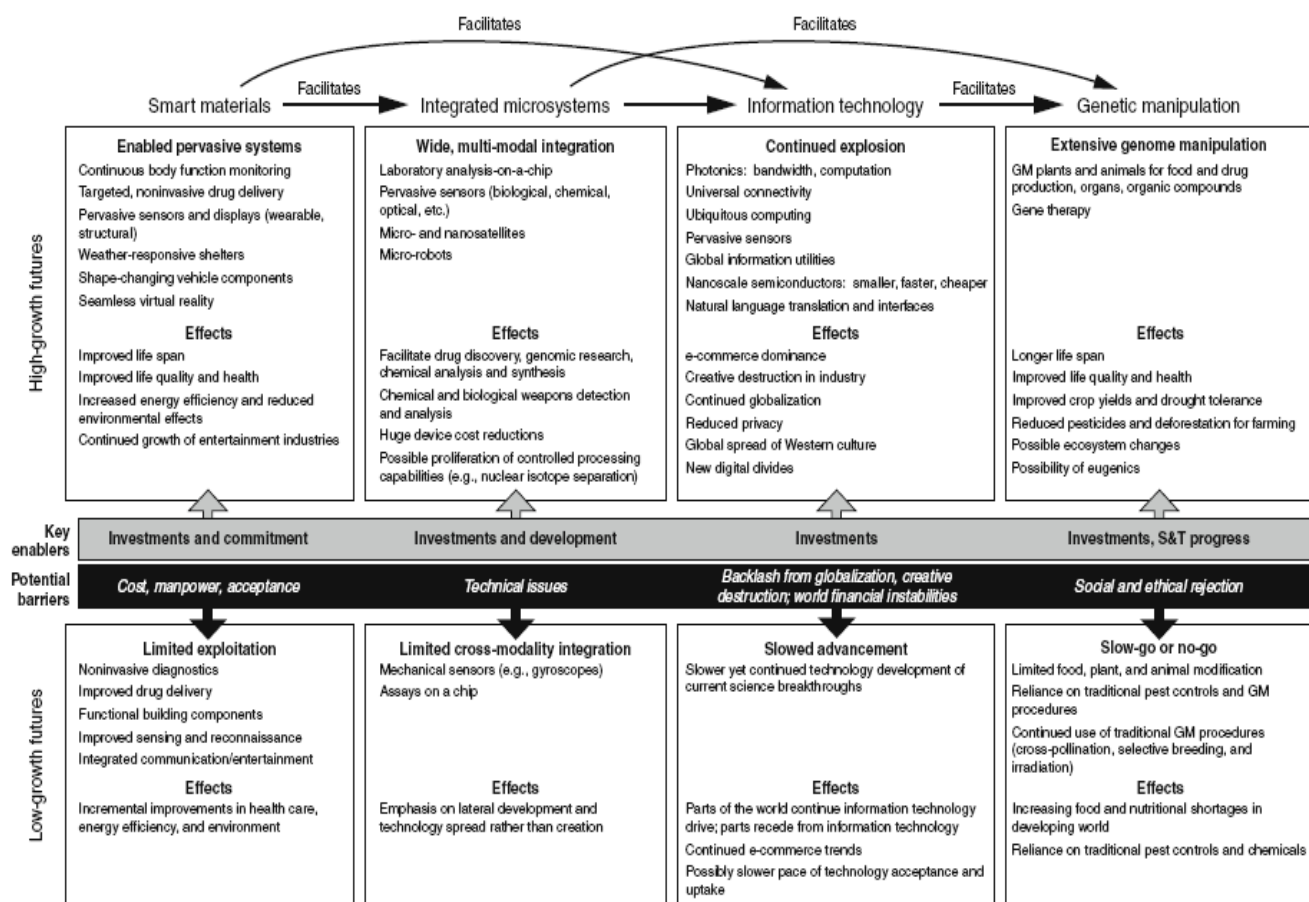 Facilitates
Facilitates
Facilitates
Facilitates
Smart materials
Integrated microsystems
Information technology
Genetic manipulation
High-growth futures
Enabled pervasive systems
Continuous body function monitoring
Targeted, noninvasive drug delivery
Pervasive sensors and displays (wearable,
structural)
Weather-responsive shelters
Shape-changing vehicle components
Seamless virtual reality
Effects
Improved life span
Improved life quality and health
Increased energy efficiency and reduced
environmental effects
Continued growth of entertainment industries
Wide, multi-modal integration
Laboratory analysis-on-a-chip
Pervasive sensors (biological, chemical,
optical, etc.)
Micro- and nanosatellites
Micro-robots
Effects
Facilitate drug discovery, genomic research,
chemical analysis and synthesis
Chemical and biological weapons detection
and analysis
Huge device cost reductions
Possible proliferation of controlled processing
capabilities (e.g., nuclear isotope separation)
Continued explosion
Photonics: bandwidth, computation
Universal connectivity
Ubiquitous computing
Pervasive sensors
Global information utilities
Nanoscale semiconductors: smaller, faster, cheaper
Natural language translation and interfaces
Effects
e-commerce dominance
Creative destruction in industry
Continued globalization
Reduced privacy
Global spread of Western culture
New digital divides
Extensive genome manipulation
GM plants and animals for food and drug
production, organs, organic compounds
Gene therapy
Effects
Longer life span
Improved life quality and health
Improved crop yields and drought tolerance
Reduced pesticides and deforestation for farming
Possible ecosystem changes
Possibility of eugenics
Key
enablers
Investments and commitment
Investments and development
Investments
Investments, S&T progress
Potential
barriers
Cost, manpower, acceptance
Technical issues
Backlash from globalization, creative
destruction; world financial instabilities
Social and ethical rejection
Low-growth futures
Limited exploitation
Noninvasive diagnostics
Improved drug delivery
Functional building components
Improved sensing and reconnaissance
Integrated communication/entertainment
Effects
Incremental improvements in health care,
energy efficiency, and environment
Limited cross-modality integration
Mechanical sensors (e.g., gyroscopes)
Assays on a chip
Effects
Emphasis on lateral development and
technology spread rather than creation
Slowed advancement
Slower yet continued technology development of
current science breakthroughs
Effects
Parts of the world continue information technology
drive; parts recede from information technology
Continued e-commerce trends
Possibly slower pace of technology acceptance and
uptake
Slow-go or no-go
Limited food, plant, and animal modification
Reliance on traditional pest controls and GM
procedures
Continued use of traditional GM procedures
(cross-pollination, selective breeding, and
irradiation)
Effects
Increasing food and nutritional shortages in
developing world
Reliance on traditional pest controls and chemicals